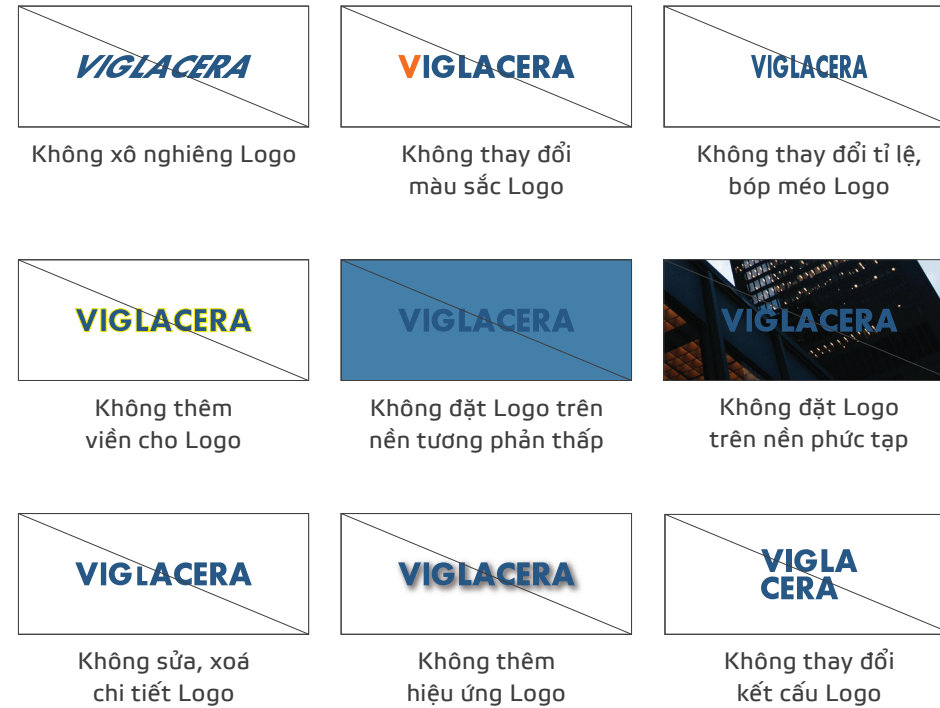 VIGLACERA
Không xô nghiêng Logo
VIGLACERA
Không thay đổi
màu sắc Logo
VIGLACERA
Không thay đổi tỉ lệ,
bóp méo Logo
VIGLACERA
Không thêm
viền cho Logo
VIGLACERA
Không đặt Logo trên
nền tương phản thấp
VIGLACERA
Không đặt Logo
trên nền phức tạp
VIGLACERA
Không sửa, xoá
chi tiết Logo
VIGLACERA
Không thêm
hiệu ứng Logo
VIGLA
CERA
Không thay đổi
kết cấu Logo